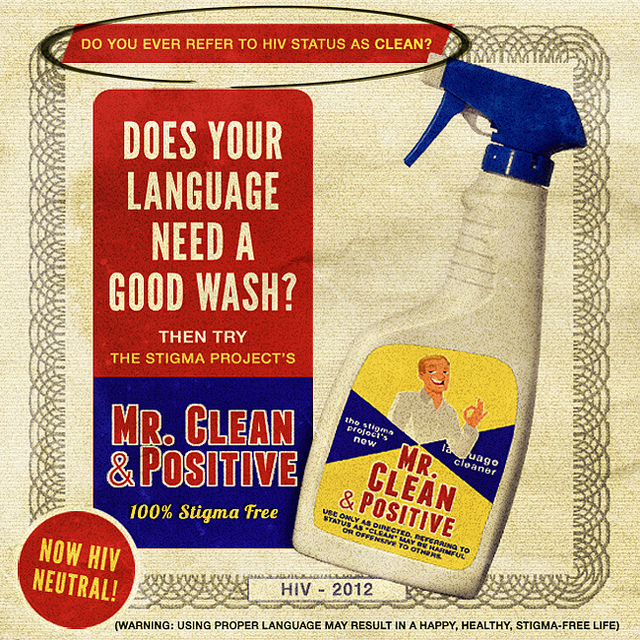 DO YOU EVER REFER TO HIV STATUS AS CLEAN?
DOES YOUR
LANGUAGE
NEED A
GOOD WASH?
THEN TRY
THE STIGMA PROJECT'S
MR. CLEAN
& POSITIVE
100% Stigma Free
the stigma
project's
new
language
cleaner
MR.
CLEAN
& POSITIVE
USE ONLY AS DIRECTED. REFERRING TO
STATUS AS "CLEAN" MAY BE HARMFUL
OR OFFENSIVE TO OTHERS.
NOW HIV
NEUTRAL!
HIV - 2012
(WARNING: USING PROPER LANGUAGE MAY RESULT IN A HAPPY, HEALTHY, STIGMA-FREE LIFE)